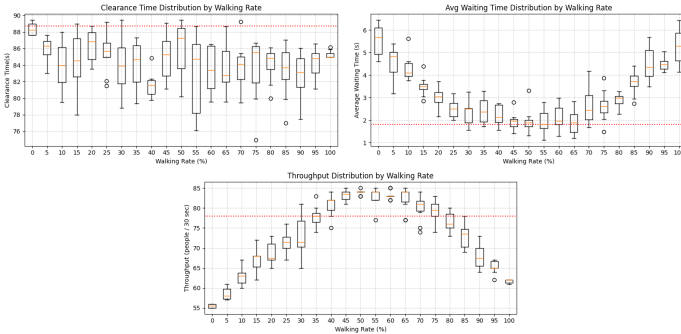 Clearance Time Distribution by Walking Rate
Clearance Time(s)
90
88
86
84
82
80
78
76
0 5 10 15 20 25 30 35 40 45 50 55 60 65 70 75 80 85 90 95 100
Walking Rate (%)
Avg Waiting Time Distribution by Walking Rate
Average Waiting Time (s)
6
5
4
3
2
1
0 5 10 15 20 25 30 35 40 45 50 55 60 65 70 75 80 85 90 95 100
Walking Rate (%)
Throughput Distribution by Walking Rate
Throughput (people / 30 sec)
85
80
75
70
65
60
55
0 5 10 15 20 25 30 35 40 45 50 55 60 65 70 75 80 85 90 95 100
Walking Rate (%)